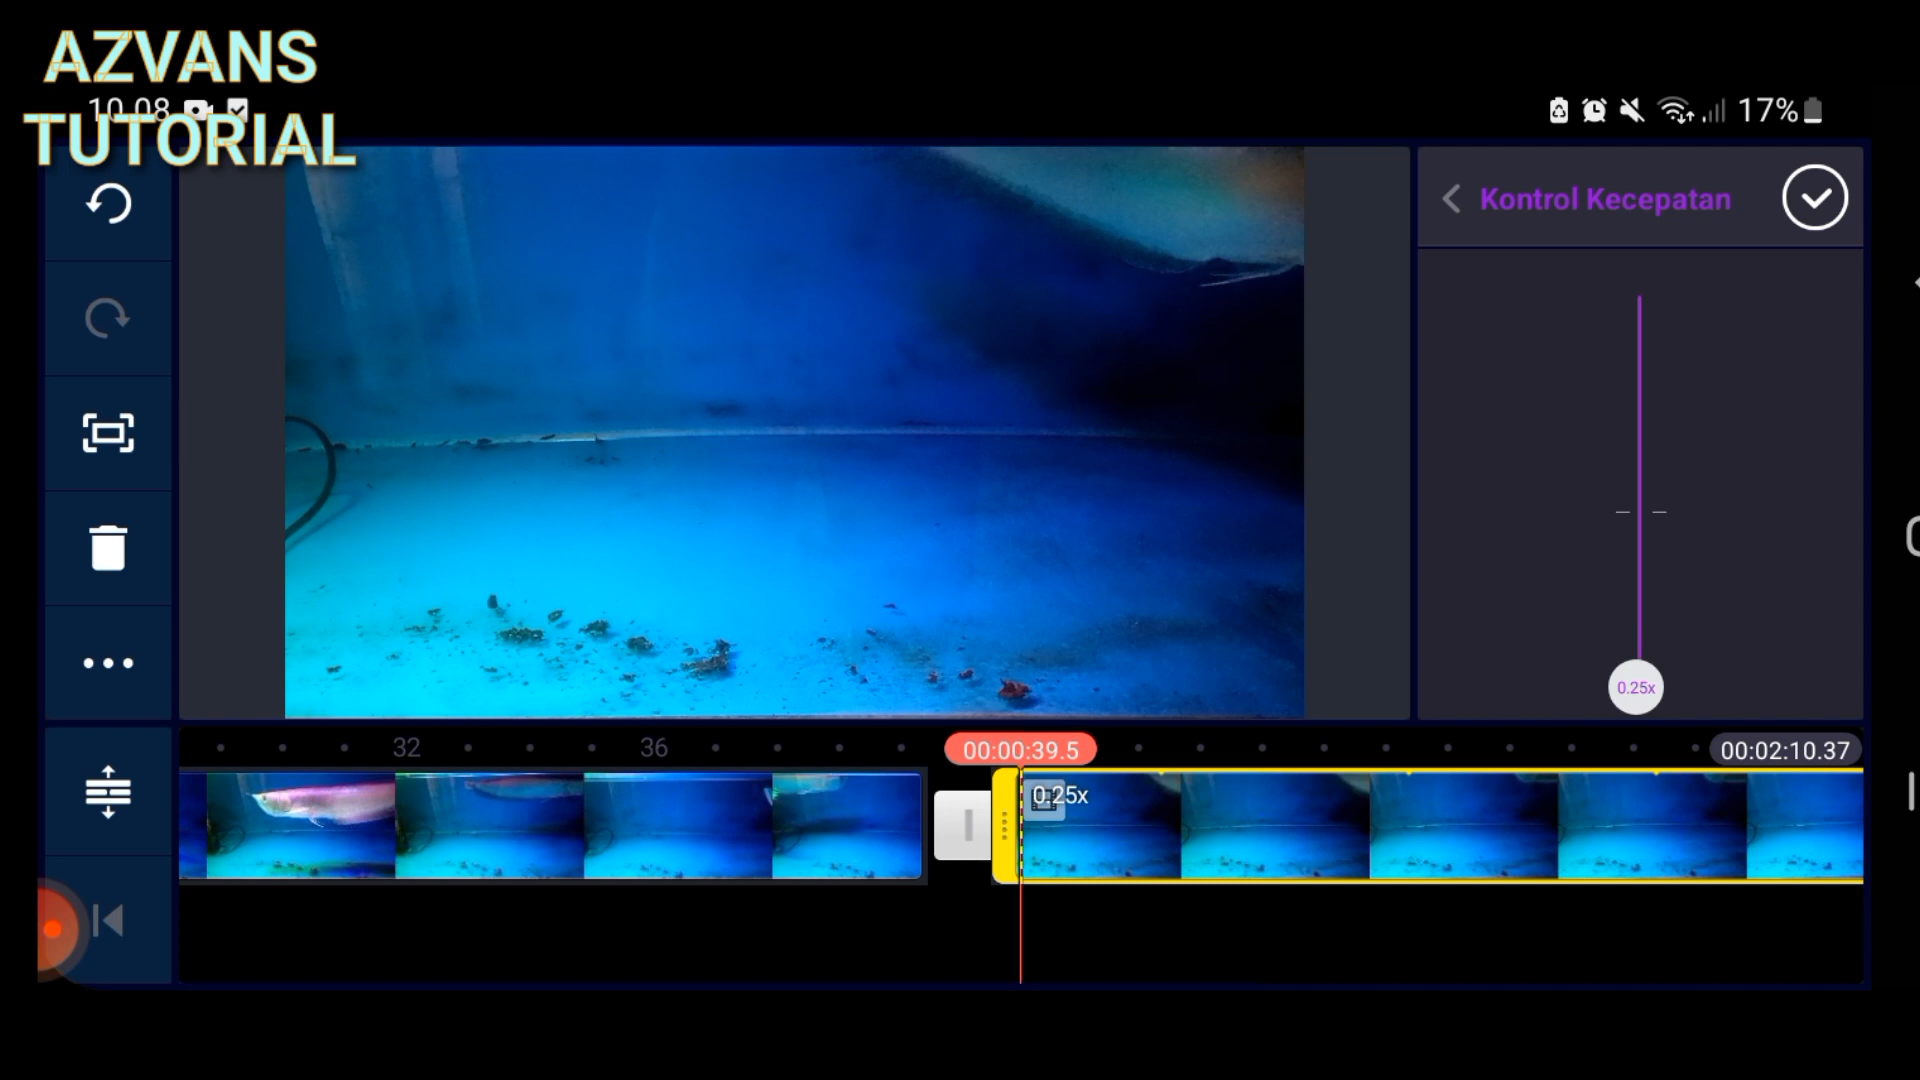 AZVANS
10.08
17%
TUTORIAL
Kontrol Kecepatan
0.25x
32
36
00:00:39.5
00:02:10.37
0.25x